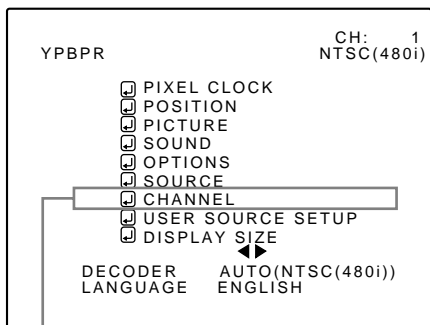 CH: 1
YPBPR NTSC(480i)
PIXEL CLOCK
POSITION
PICTURE
SOUND
OPTIONS
SOURCE
CHANNEL
USER SOURCE SETUP
DISPLAY SIZE
DECODER AUTO(NTSC(480i))
LANGUAGE ENGLISH